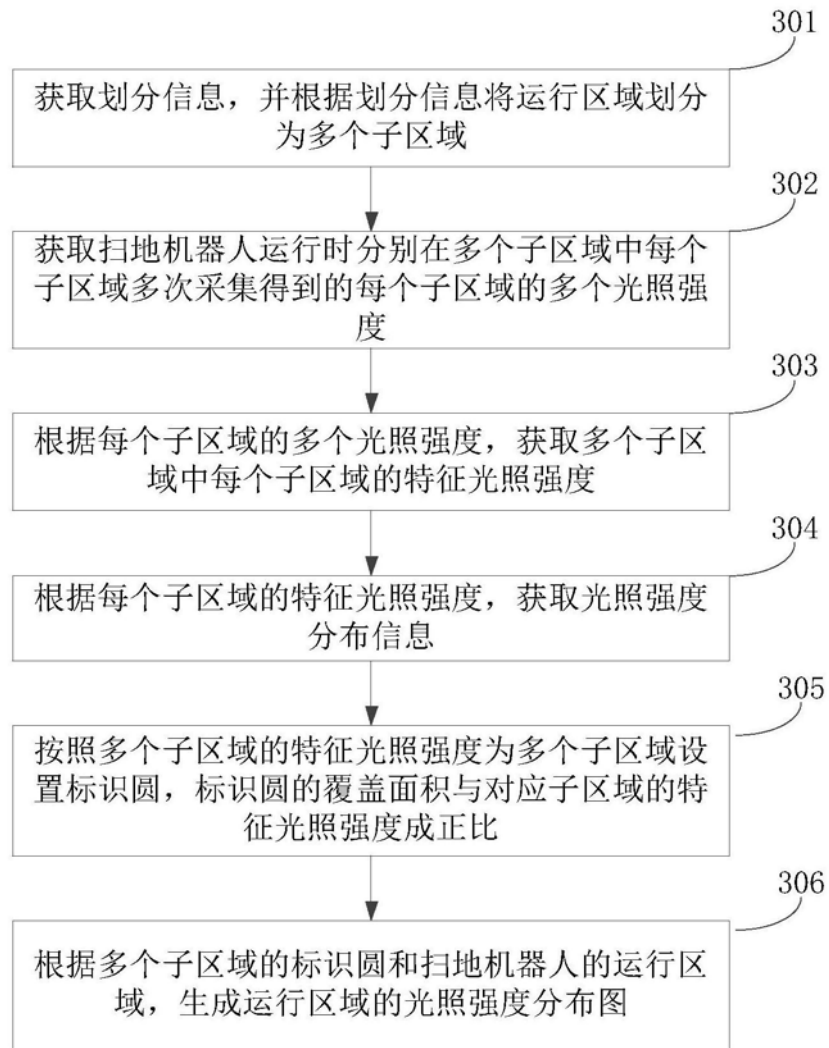 301
获取划分信息，并根据划分信息将运行区域划分
为多个子区域
302
获取扫地机器人运行时分别在多个子区域中每个
子区域多次采集得到的每个子区域的多个光照强
度
303
根据每个子区域的多个光照强度，获取多个子区
域中每个子区域的特征光照强度
304
根据每个子区域的特征光照强度，获取光照强度
分布信息
305
按照多个子区域的特征光照强度为多个子区域设
置标识圆，标识圆的覆盖面积与对应子区域的特
征光照强度成正比
306
根据多个子区域的标识圆和扫地机器人的运行区
域，生成运行区域的光照强度分布图